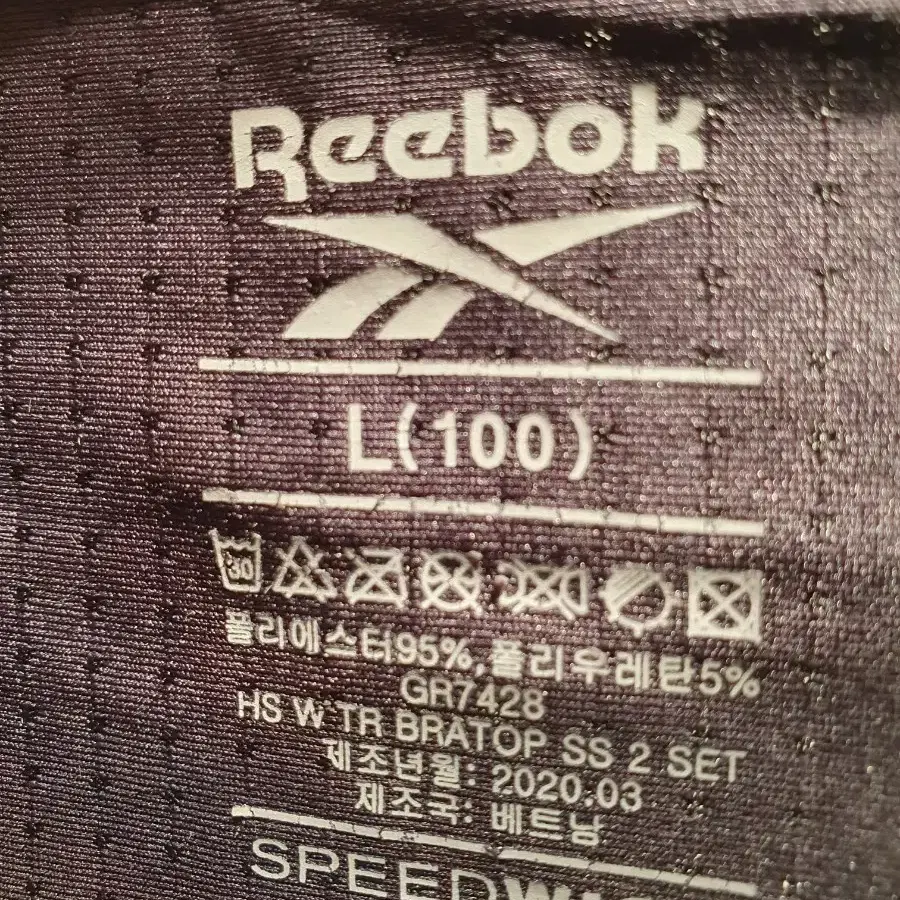 Reebok
L(100)
30
폴리에스터95%,폴리우레탄5%
GR7428
HS W TR BRATOP SS 2 SET
제조년월: 2020.03
제조국: 베트남